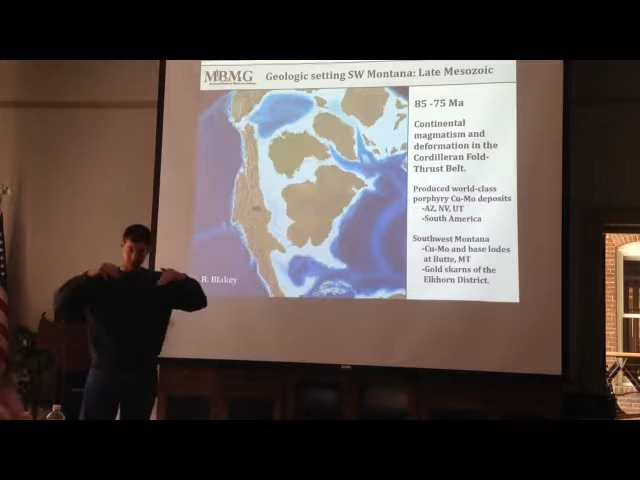 MBMG
Geologic setting SW Montana: Late Mesozoic
85 -75 Ma
Continental
magmatism and
deformation in the
Cordilleran Fold-
Thrust Belt.
Produced world-class
porphyry Cu-Mo deposits
-AZ, NV, UT
-South America
Southwest Montana
-Cu-Mo and base lodes
at Butte, MT
-Gold skarns of the
Elkhorn District.
R. Blakey